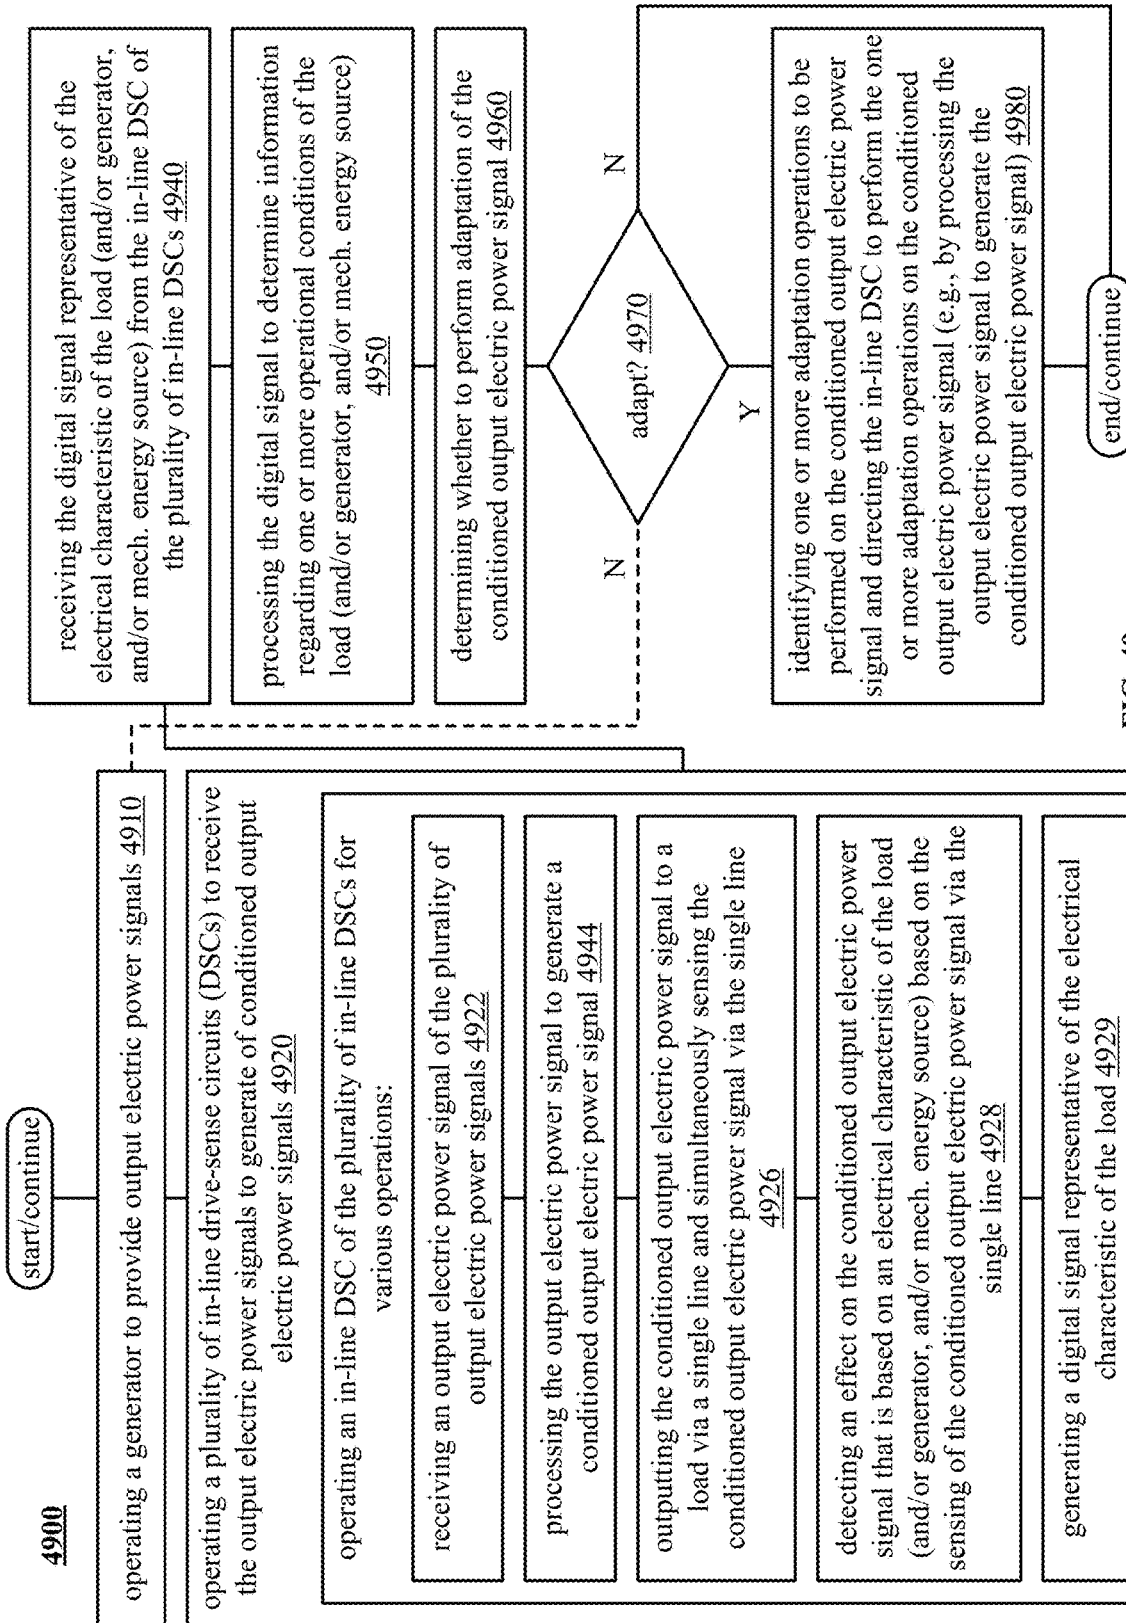 4900
start/continue
operating a generator to provide output electric power signals 4910
operating a plurality of in-line drive-sense circuits (DSCs) to receive
the output electric power signals to generate of conditioned output
electric power signals 4920
operating an in-line DSC of the plurality of in-line DSCs for
various operations:
receiving an output electric power signal of the plurality of
output electric power signals 4922
processing the output electric power signal to generate a
conditioned output electric power signal 4944
outputting the conditioned output electric power signal to a
load via a single line and simultaneously sensing the
conditioned output electric power signal via the single line
4926
detecting an effect on the conditioned output electric power
signal that is based on an electrical characteristic of the load
(and/or generator, and/or mech. energy source) based on the
sensing of the conditioned output electric power signal via the
single line 4928
generating a digital signal representative of the electrical
characteristic of the load 4929
receiving the digital signal representative of the
electrical characteristic of the load (and/or generator,
and/or mech. energy source) from the in-line DSC of
the plurality of in-line DSCs 4940
processing the digital signal to determine information
regarding one or more operational conditions of the
load (and/or generator, and/or mech. energy source)
4950
determining whether to perform adaptation of the
conditioned output electric power signal 4960
N
adapt? 4970
N
Y
identifying one or more adaptation operations to be
performed on the conditioned output electric power
signal and directing the in-line DSC to perform the one
or more adaptation operations on the conditioned
output electric power signal (e.g., by processing the
output electric power signal to generate the
conditioned output electric power signal) 4980
end/continue